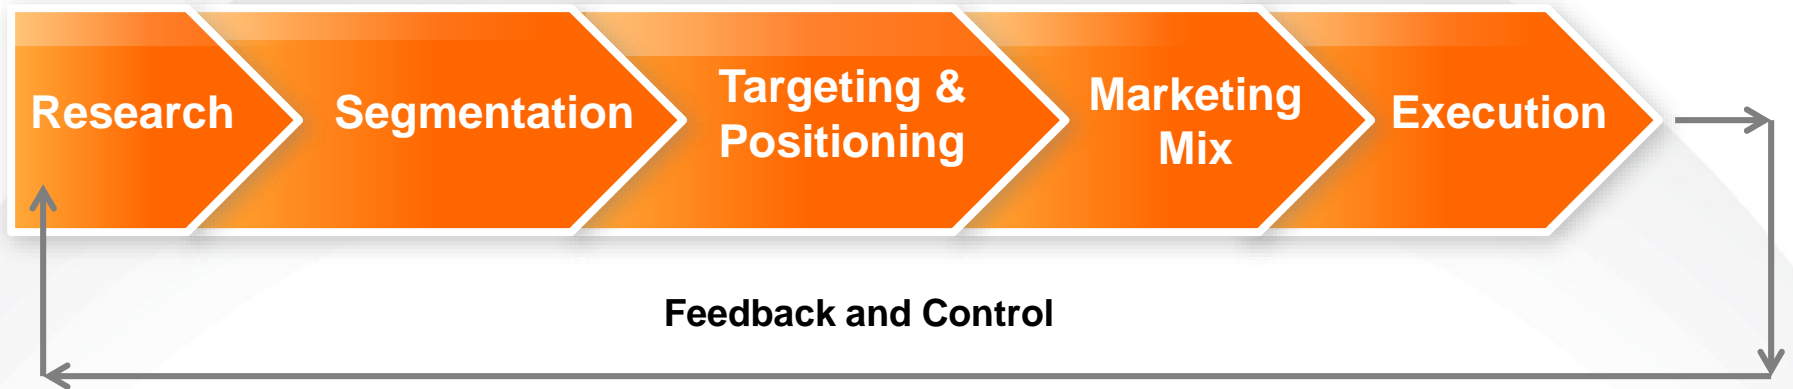 Research
Segmentation
Targeting &
Positioning
Marketing
Mix
Execution
Feedback and Control